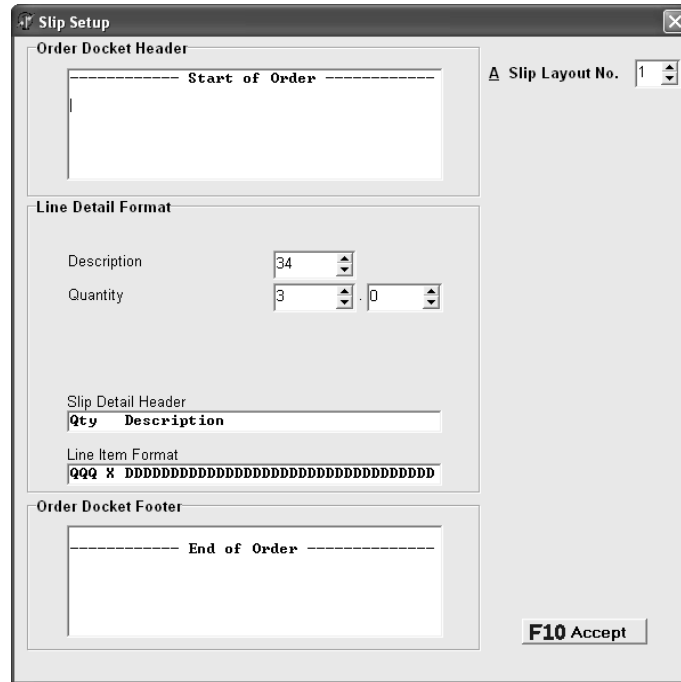 Slip Setup
Order Docket Header
------------ Start of Order ------------
A Slip Layout No. 1
Line Detail Format
Description 34
Quantity 3 . 0
Slip Detail Header
Qty   Description
Line Item Format
QQQ X DDDDDDDDDDDDDDDDDDDDDDDDDDDDDDDDDD
Order Docket Footer
------------ End of Order --------------
F10 Accept